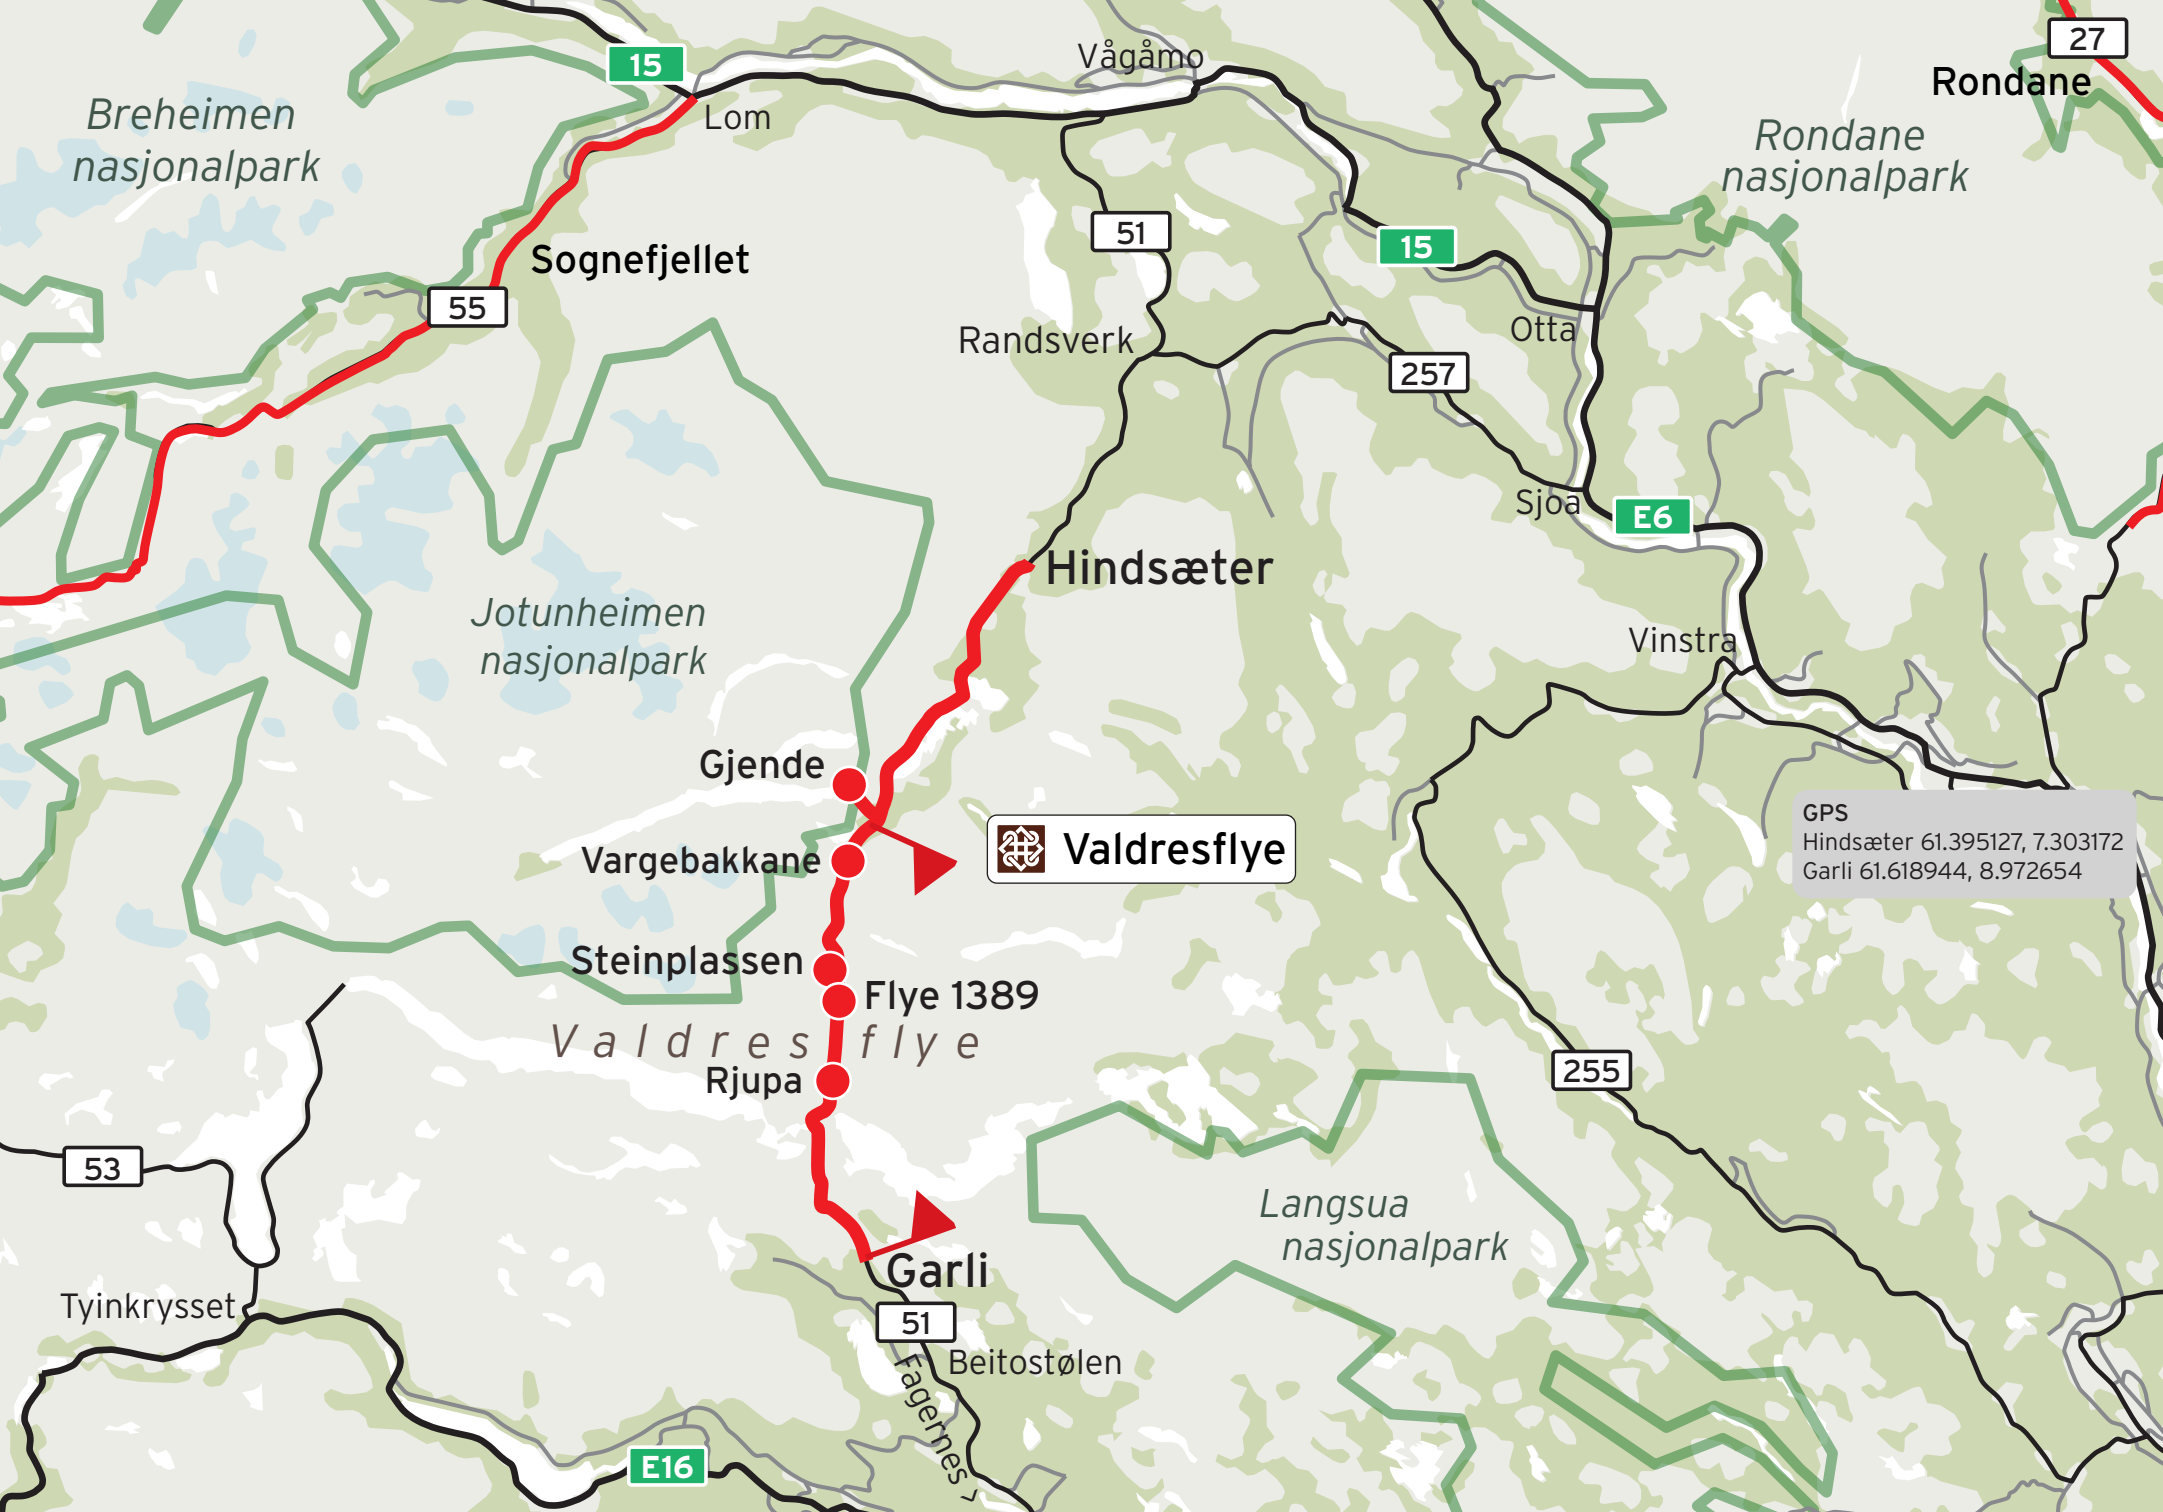 27
Rondane
15
Vågåmo
Breheimen
nasjonalpark
Lom
Rondane
nasjonalpark
51
15
Sognefjellet
55
Randsverk
Otta
257
Sjoa
E6
Hindsæter
Jotunheimen
nasjonalpark
Vinstra
Gjende
GPS
Hindsæter 61.395127, 7.303172
Garli 61.618944, 8.972654
Valdresflye
Vargebakkane
Steinplassen
Flye 1389
Valdresflye
Rjupa
255
53
Langsua
nasjonalpark
Garli
Tyinkrysset
51
Beitostølen
Fagernes >
E16